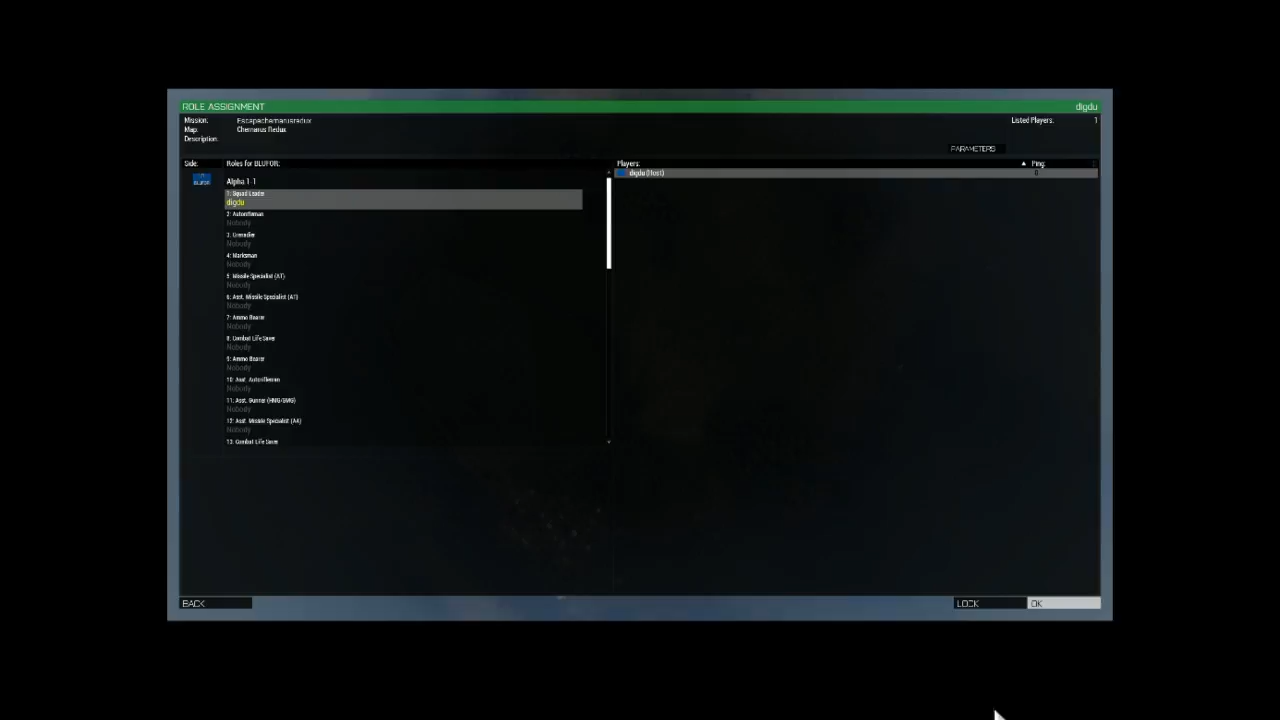 ROLE ASSIGNMENT digdu
Mission: Escapechernarusredux Listed Players: 1
Map: Chernarus Redux
Description:
PARAMETERS
Side: Roles for BLUFOR: Players: Ping:
BLUFOR Alpha 1-1 digdu (Host) 0
1: Squad Leader
digdu
2: Autorifleman
Nobody
3: Grenadier
Nobody
4: Marksman
Nobody
5: Missile Specialist (AT)
Nobody
6: Asst. Missile Specialist (AT)
Nobody
7: Ammo Bearer
Nobody
8: Combat Life Saver
Nobody
9: Ammo Bearer
Nobody
10: Asst. Autorifleman
Nobody
11: Asst. Gunner (HMG/GMG)
Nobody
12: Asst. Missile Specialist (AA)
Nobody
13: Combat Life Saver
BACK LOCK OK